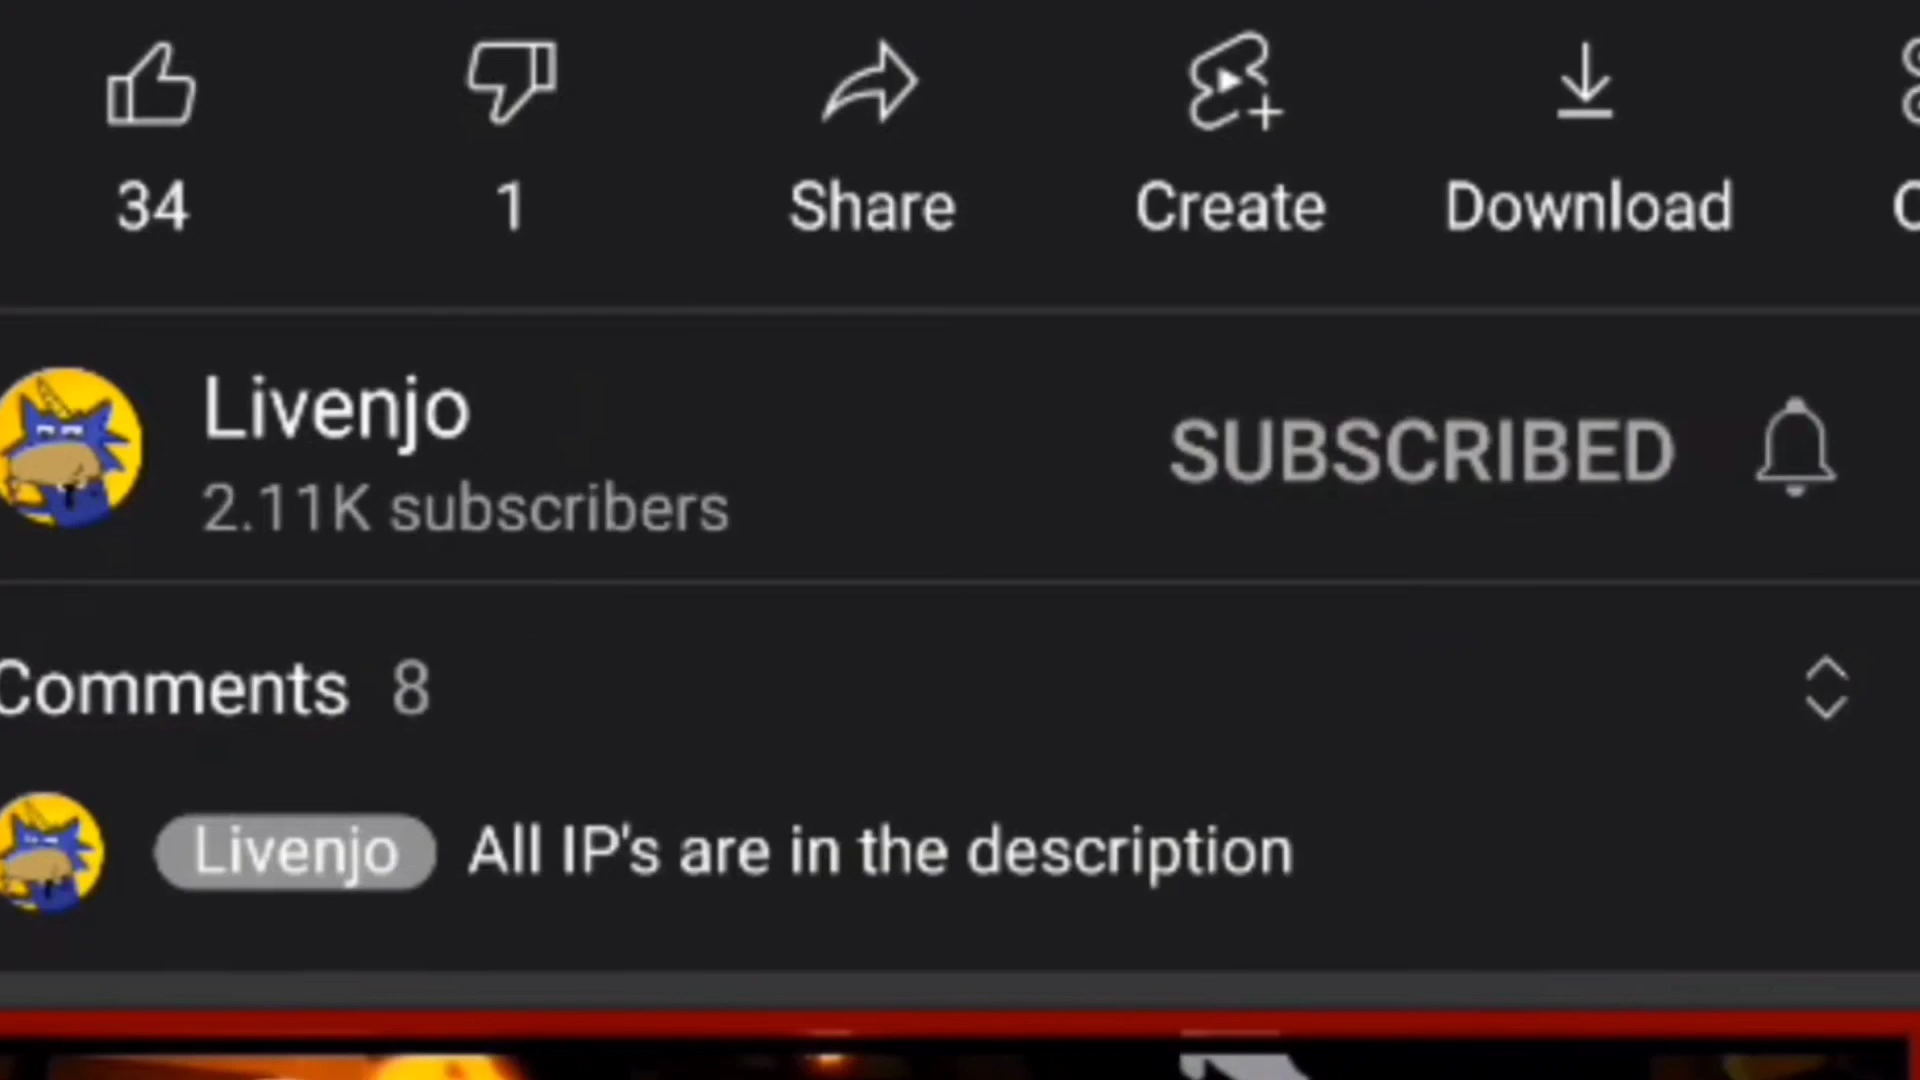 34
1
Share
Create
Download
Livenjo
2.11K subscribers
SUBSCRIBED
Comments 8
Livenjo All IP's are in the description